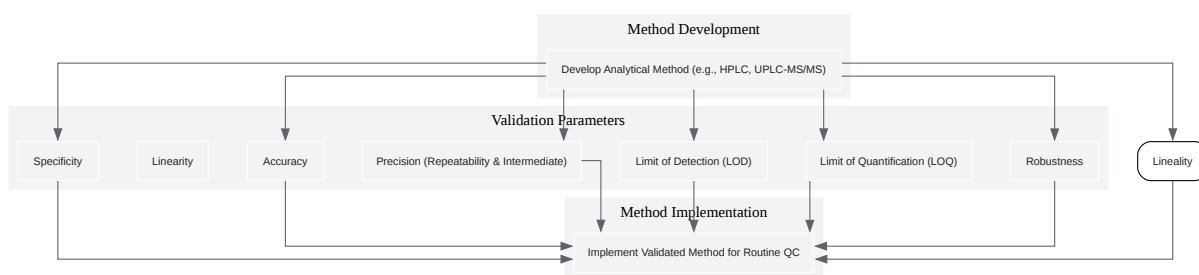 Method Development
Develop Analytical Method (e.g., HPLC, UPLC-MS/MS)
Validation Parameters
Specificity
Linearity
Accuracy
Precision (Repeatability & Intermediate)
Limit of Detection (LOD)
Limit of Quantification (LOQ)
Robustness
Lineality
Method Implementation
Implement Validated Method for Routine QC